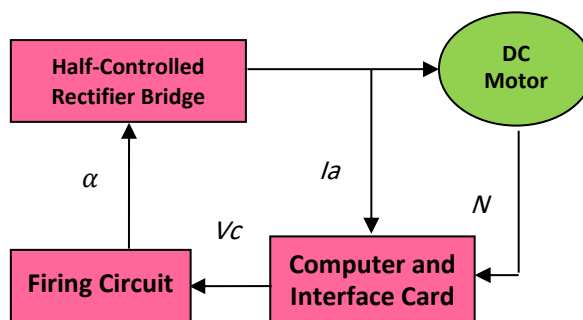 Half-Controlled
Rectifier Bridge
DC
Motor
α
Ia
N
Vc
Firing Circuit
Computer and
Interface Card